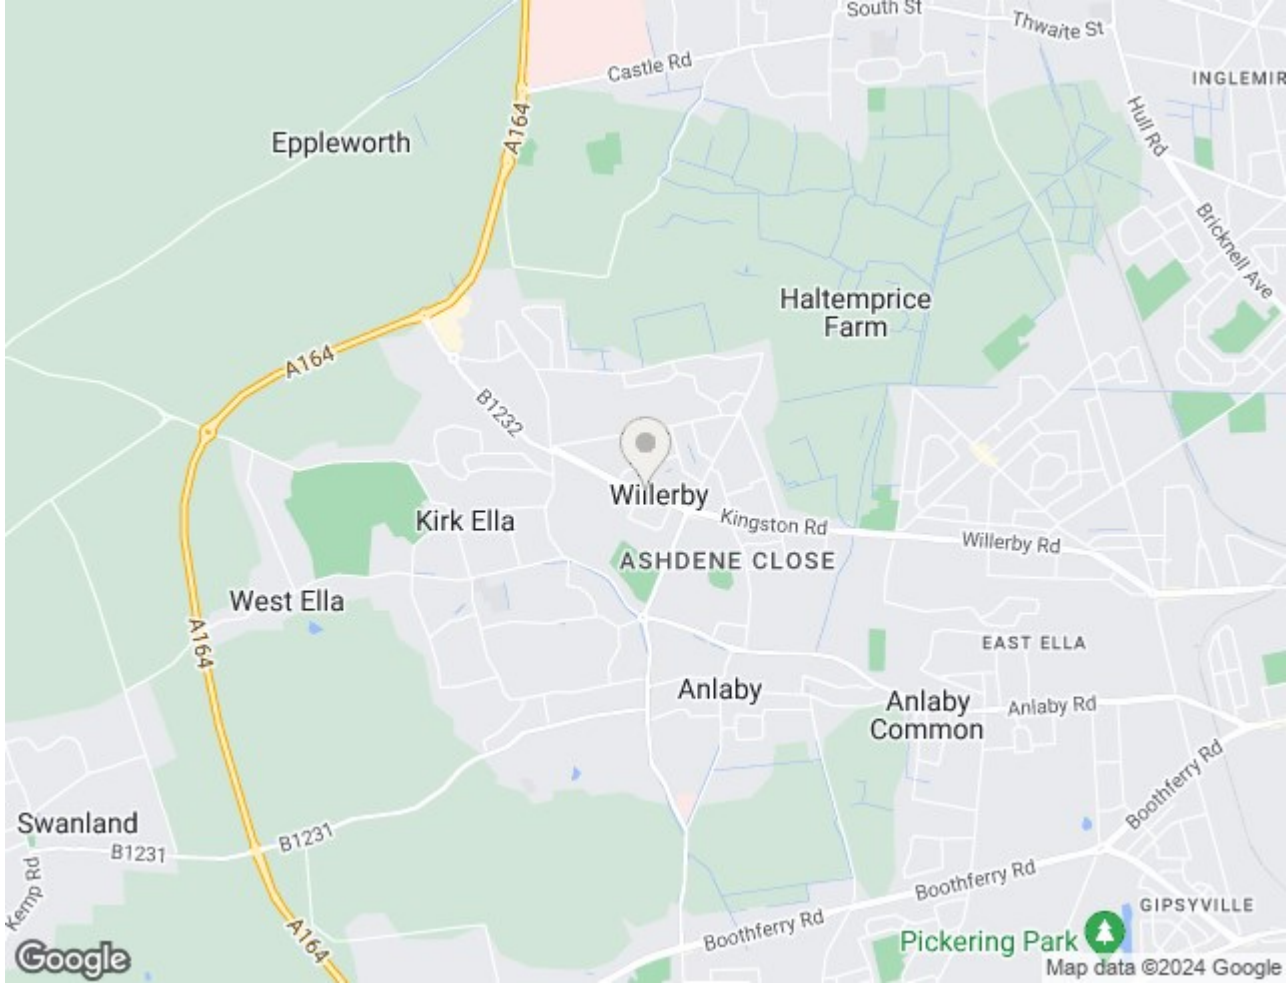 South St
Thwaite St
Castle Rd
INGLEMIR
A164
Hull Rd
Eppleworth
Bricknell Ave
Haltemprice
Farm
A164
B1232
Willerby
Kingston Rd
Kirk Ella
Willerby Rd
ASHDENE CLOSE
West Ella
A164
EAST ELLA
Anlaby
Anlaby
Common
Anlaby Rd
Boothferry Rd
Swanland
B1231
B1231
Kemp Rd
Boothferry Rd
GIPSYVILLE
Boothferry Rd
Pickering Park
A164
Google
Map data ©2024 Google